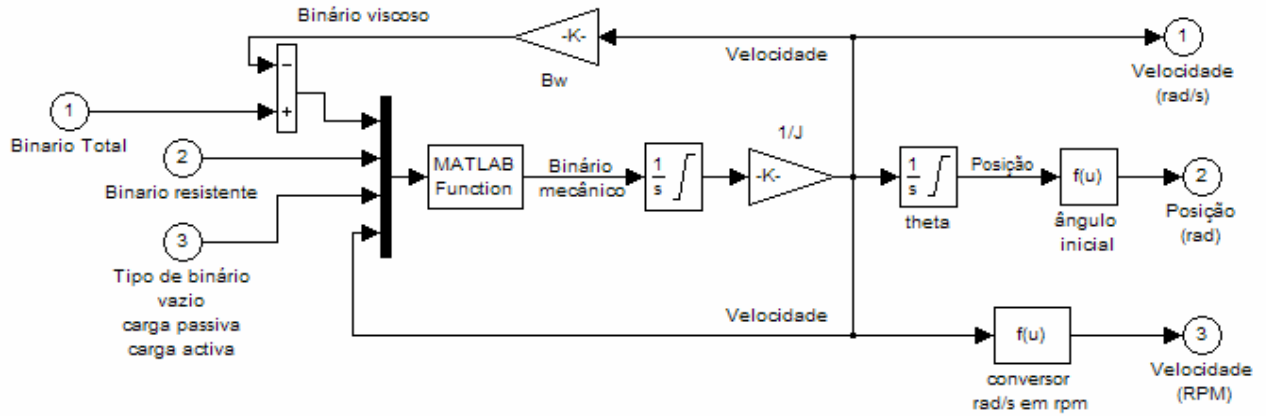 Binário viscoso
-K-
Bw
Velocidade
1
Velocidade
(rad/s)
−
+
1
Binario Total
2
Binario resistente
3
Tipo de binário
vazio
carga passiva
carga activa
MATLAB
Function
Binário
mecânico
1
s
1/J
-K-
1
s
theta
Posição
f(u)
ângulo
inicial
2
Posição
(rad)
Velocidade
f(u)
conversor
rad/s em rpm
3
Velocidade
(RPM)